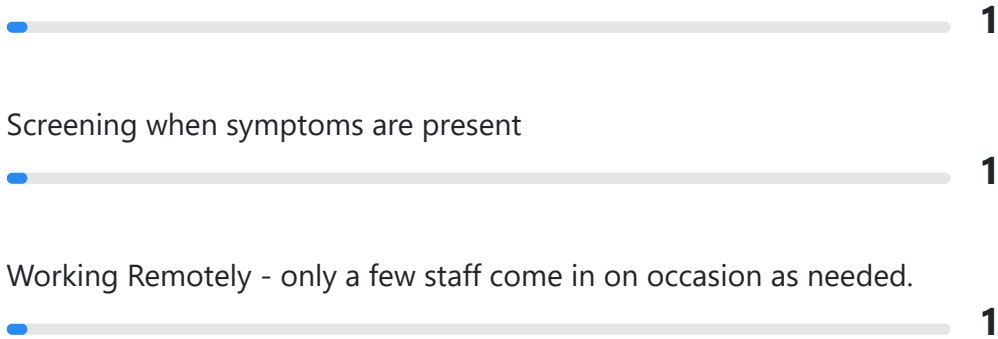 1
Screening when symptoms are present
1
Working Remotely - only a few staff come in on occasion as needed.
1